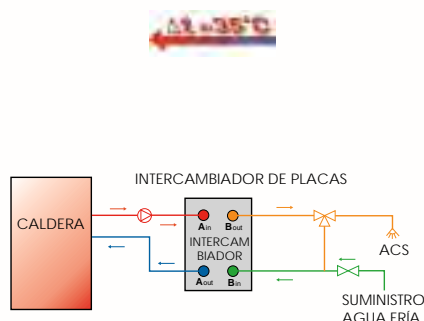 Δt =35°C
INTERCAMBIADOR DE PLACAS
CALDERA
Ain
Bout
INTERCAM
BIADOR
Aout
Bin
ACS
SUMINISTRO
AGUA FRÍA